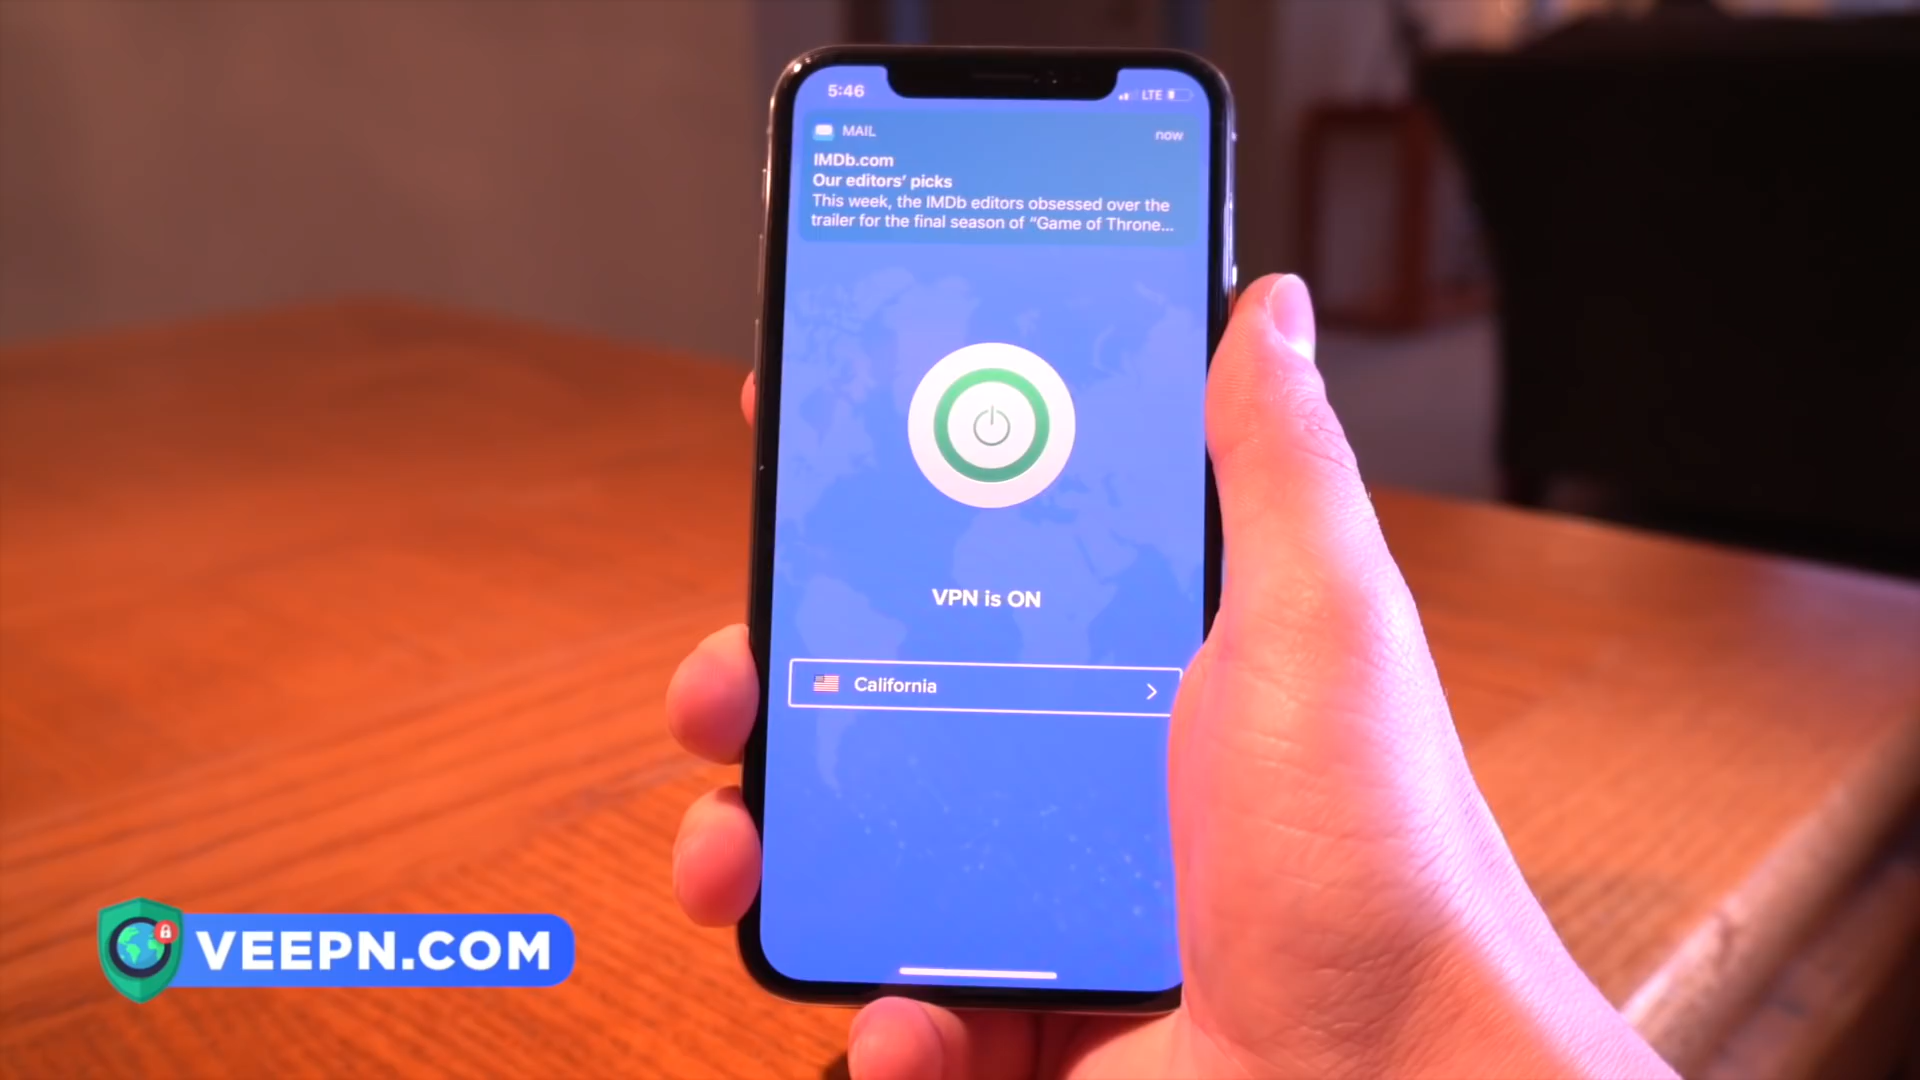 5:46
LTE
MAIL
now
IMDb.com
Our editors’ picks
This week, the IMDb editors obsessed over the
trailer for the final season of “Game of Throne...
VPN is ON
California
VEEPN.COM